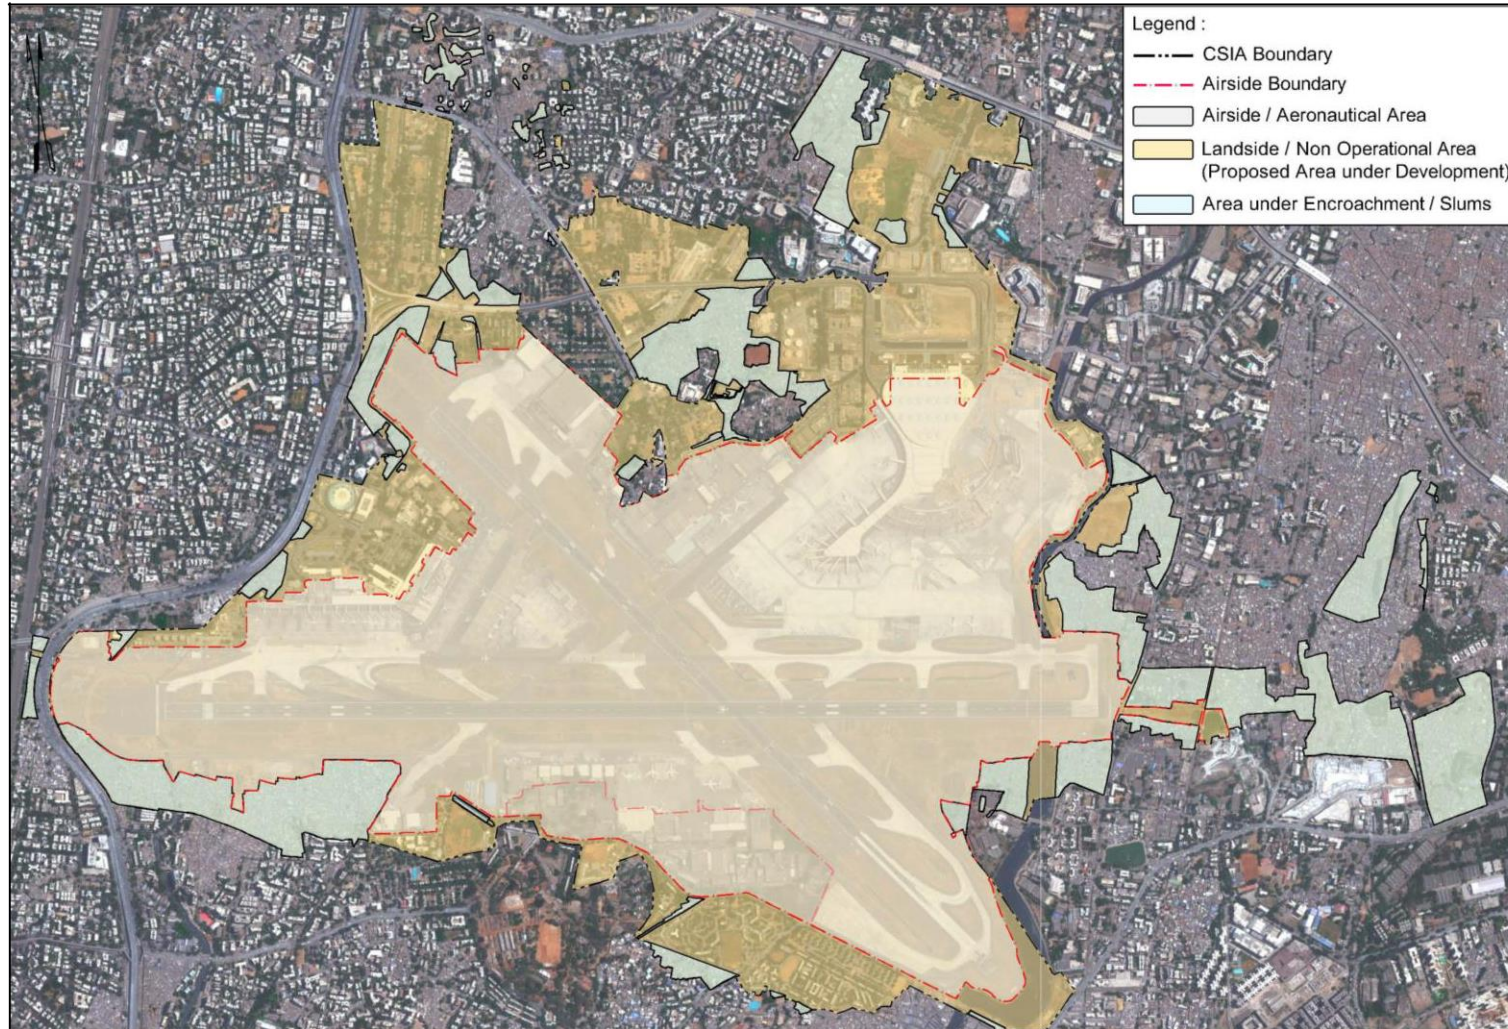 Legend :
CSIA Boundary
Airside Boundary
Airside / Aeronautical Area
Landside / Non Operational Area
(Proposed Area under Development)
Area under Encroachment / Slums